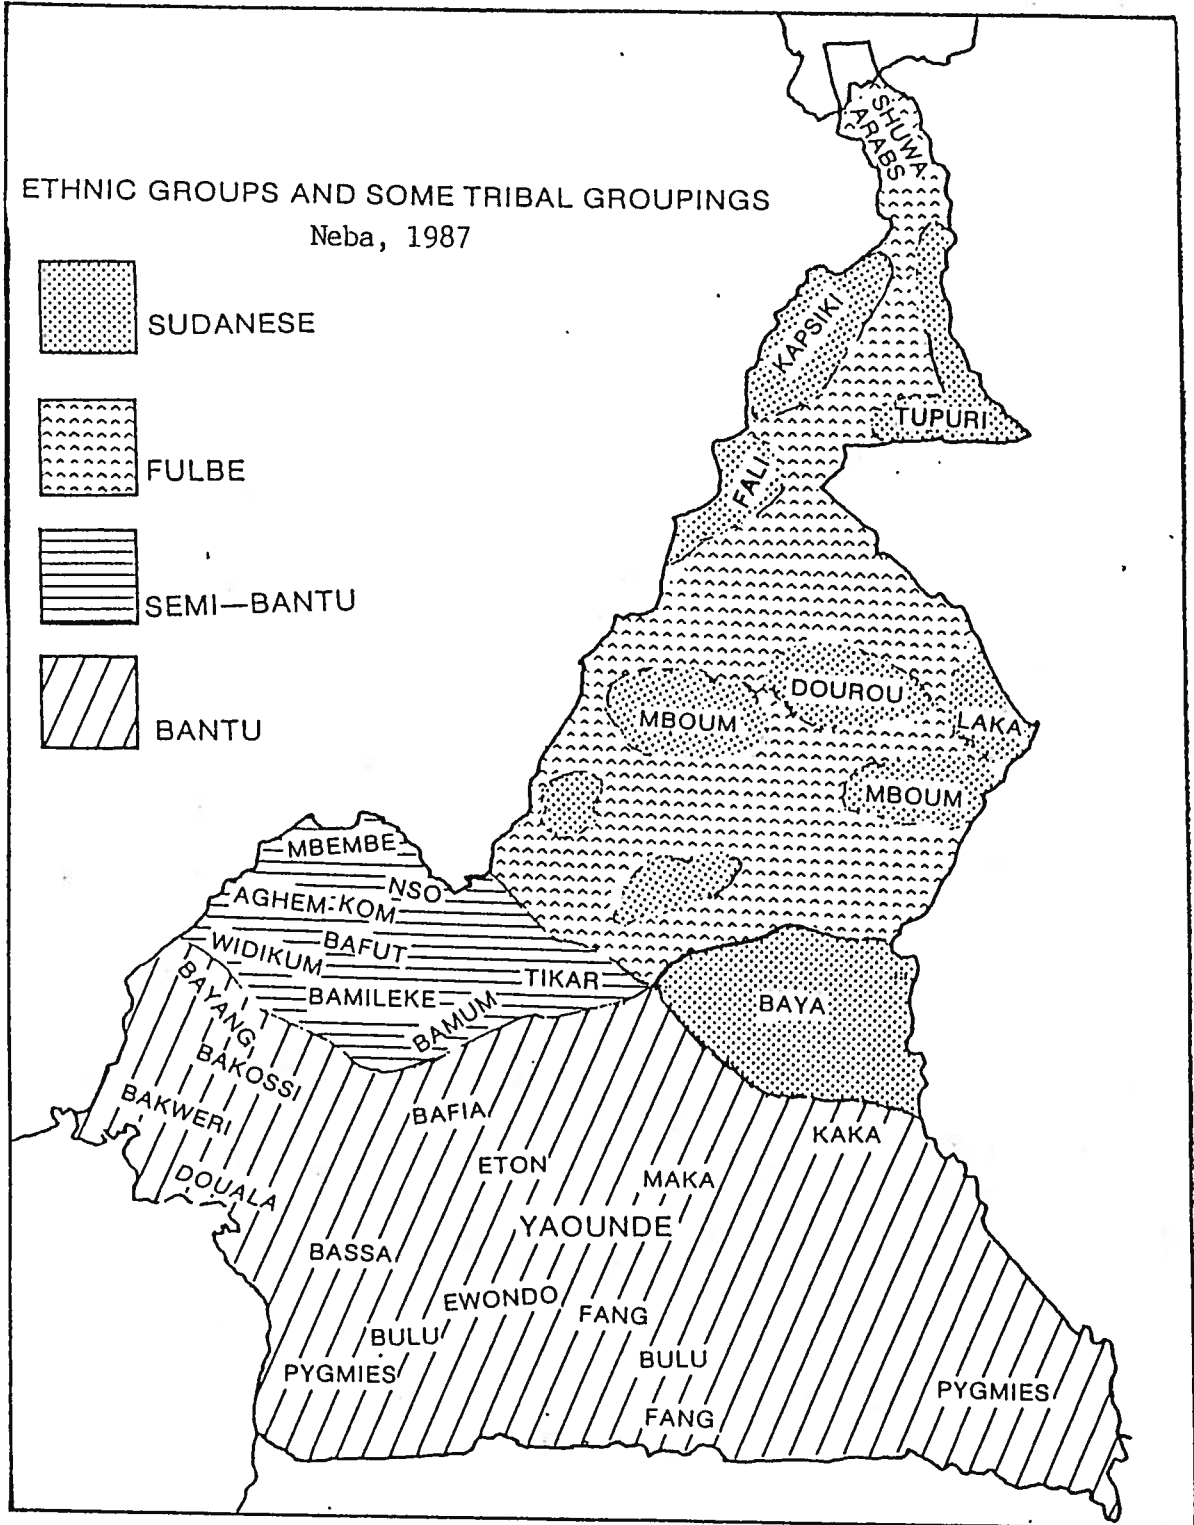 ETHNIC GROUPS AND SOME TRIBAL GROUPINGS
Neba, 1987
SUDANESE
FULBE
SEMI—BANTU
BANTU
SHUWA
ARABS
KAPSIKI
TUPURI
FALI
DOUROU
MBOUM
LAKA
MBOUM
MBEMBE
NSO
AGHEM-KOM
BAFUT
WIDIKUM
TIKAR
BAMILEKE
BAMUM
BAYA
BAYANG
BAKOSSI
BAKWERI
BAFIA
KAKA
ETON
MAKA
DOUALA
YAOUNDE
BASSA
EWONDO
FANG
BULU
BULU
PYGMIES
PYGMIES
FANG